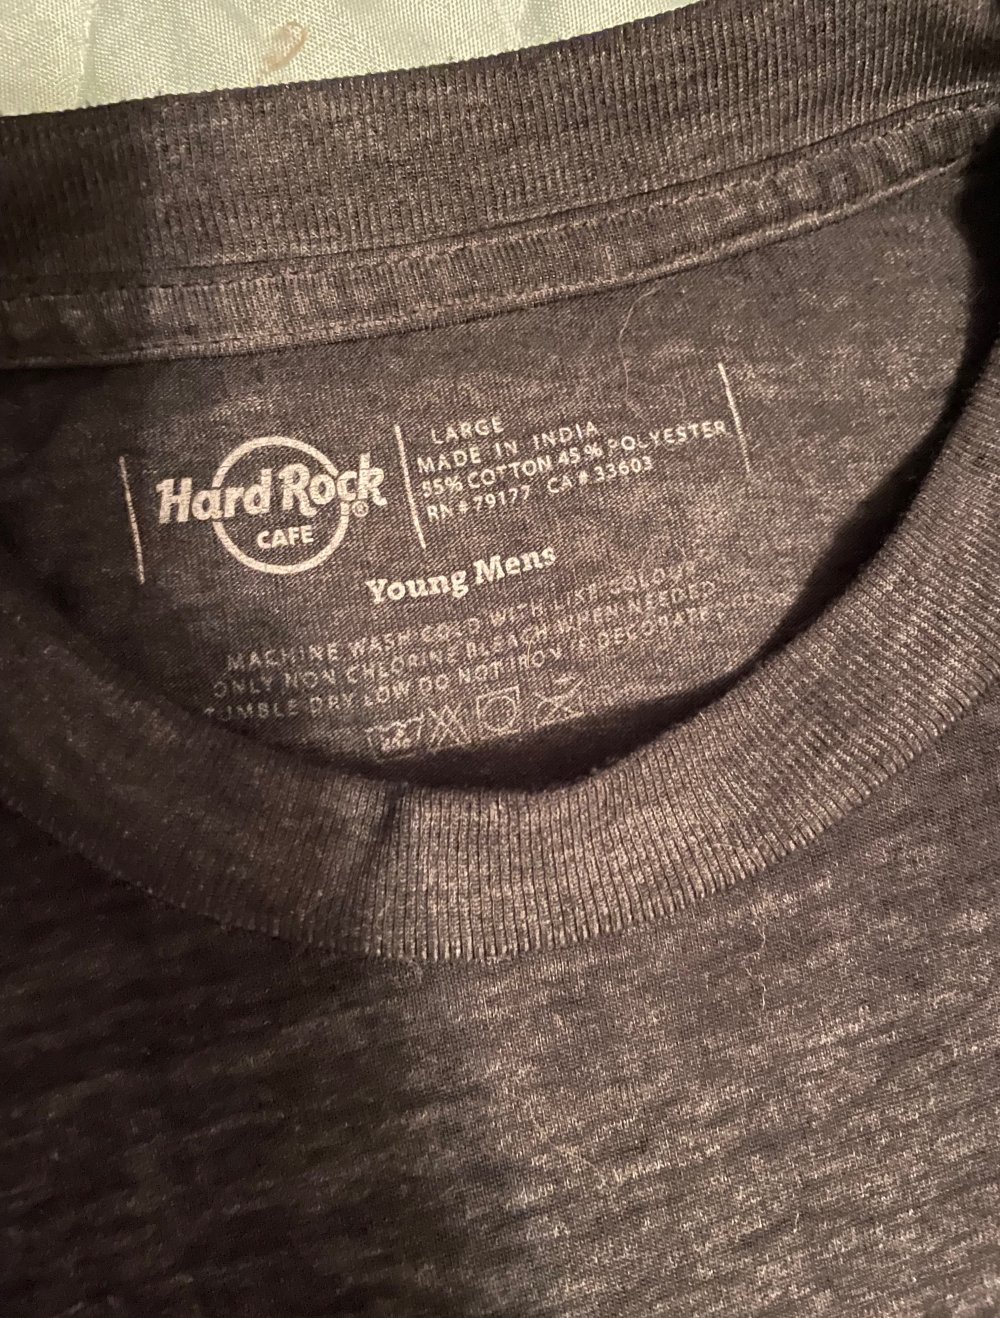 Hard Rock
®
CAFE
LARGE
MADE IN INDIA
55% COTTON 45% POLYESTER
RN# 79177 CA# 33603
Young Mens
MACHINE WASH COLD WITH LIKE COLORS
ONLY NON CHLORINE BLEACH WHEN NEEDED
TUMBLE DRY LOW DO NOT IRON IF DECORATED